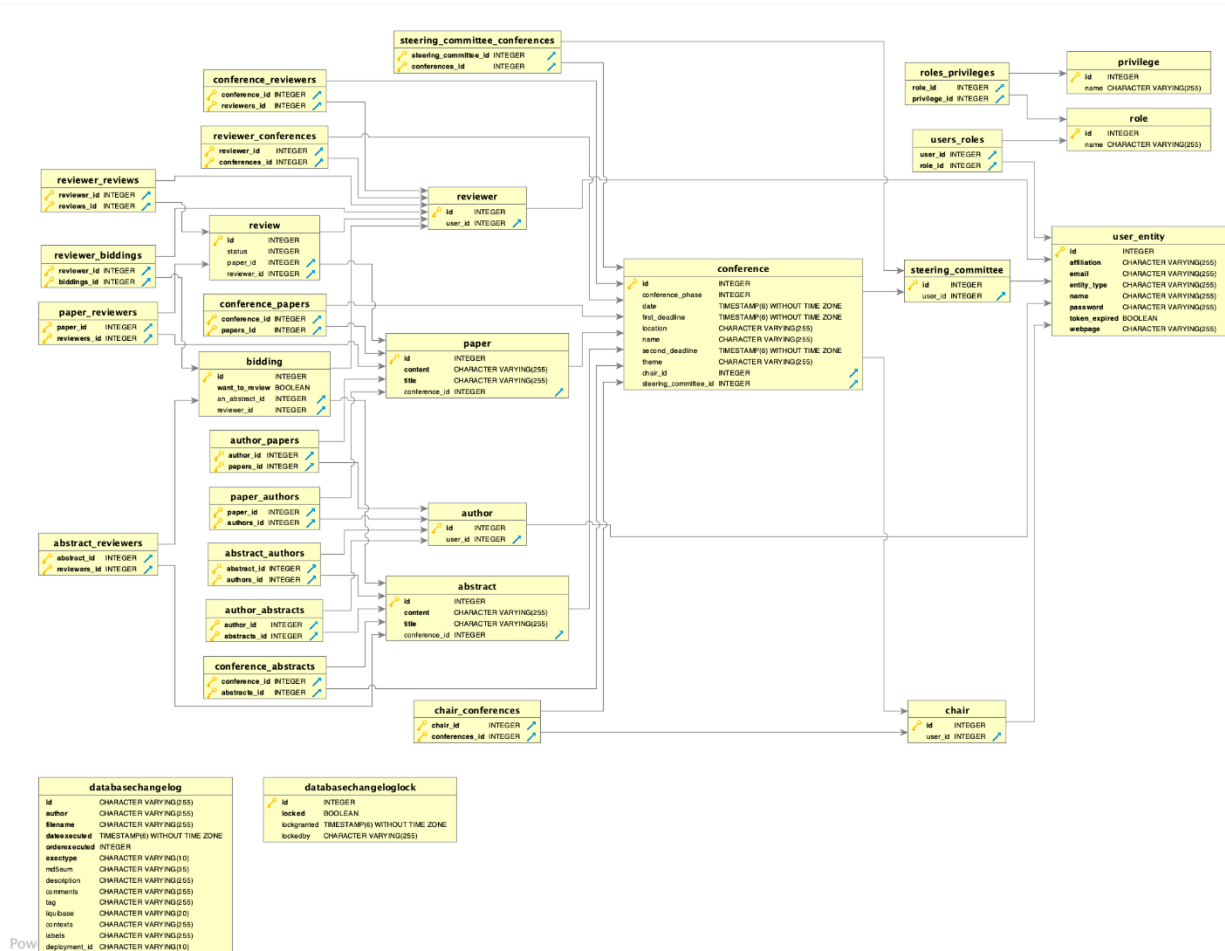 steering_committee_conferences
steering_committee_id INTEGER
conferences_id INTEGER
conference_reviewers
conference_id INTEGER
reviewers_id INTEGER
reviewer_conferences
reviewer_id INTEGER
conferences_id INTEGER
reviewer_reviews
reviewer_id INTEGER
reviews_id INTEGER
reviewer
id INTEGER
user_id INTEGER
review
id INTEGER
status INTEGER
paper_id INTEGER
reviewer_id INTEGER
reviewer_biddings
reviewer_id INTEGER
biddings_id INTEGER
paper_reviewers
paper_id INTEGER
reviewers_id INTEGER
conference_papers
conference_id INTEGER
papers_id INTEGER
bidding
id INTEGER
want_to_review BOOLEAN
an_abstract_id INTEGER
reviewer_id INTEGER
paper
id INTEGER
content CHARACTER VARYING(255)
title CHARACTER VARYING(255)
conference_id INTEGER
conference
id INTEGER
conference_phase INTEGER
date TIMESTAMP(6) WITHOUT TIME ZONE
first_deadline TIMESTAMP(6) WITHOUT TIME ZONE
location CHARACTER VARYING(255)
name CHARACTER VARYING(255)
second_deadline TIMESTAMP(6) WITHOUT TIME ZONE
theme CHARACTER VARYING(255)
chair_id INTEGER
steering_committee_id INTEGER
roles_privileges
role_id INTEGER
privilege_id INTEGER
privilege
id INTEGER
name CHARACTER VARYING(255)
role
id INTEGER
name CHARACTER VARYING(255)
users_roles
user_id INTEGER
role_id INTEGER
user_entity
id INTEGER
affiliation CHARACTER VARYING(255)
email CHARACTER VARYING(255)
entity_type CHARACTER VARYING(255)
name CHARACTER VARYING(255)
password CHARACTER VARYING(255)
token_expired BOOLEAN
webpage CHARACTER VARYING(255)
steering_committee
id INTEGER
user_id INTEGER
author_papers
author_id INTEGER
papers_id INTEGER
paper_authors
paper_id INTEGER
authors_id INTEGER
author
id INTEGER
user_id INTEGER
abstract_reviewers
abstract_id INTEGER
reviewers_id INTEGER
abstract_authors
abstract_id INTEGER
authors_id INTEGER
abstract
id INTEGER
content CHARACTER VARYING(255)
title CHARACTER VARYING(255)
conference_id INTEGER
author_abstracts
author_id INTEGER
abstracts_id INTEGER
conference_abstracts
conference_id INTEGER
abstracts_id INTEGER
chair_conferences
chair_id INTEGER
conferences_id INTEGER
chair
id INTEGER
user_id INTEGER
databasechangelog
id CHARACTER VARYING(255)
author CHARACTER VARYING(255)
filename CHARACTER VARYING(255)
dateexecuted TIMESTAMP(6) WITHOUT TIME ZONE
orderexecuted INTEGER
exectype CHARACTER VARYING(10)
md5sum CHARACTER VARYING(35)
description CHARACTER VARYING(255)
comments CHARACTER VARYING(255)
tag CHARACTER VARYING(255)
liquibase CHARACTER VARYING(20)
contexts CHARACTER VARYING(255)
labels CHARACTER VARYING(255)
deployment_id CHARACTER VARYING(10)
databasechangeloglock
id INTEGER
locked BOOLEAN
lockgranted TIMESTAMP(6) WITHOUT TIME ZONE
lockedby CHARACTER VARYING(255)